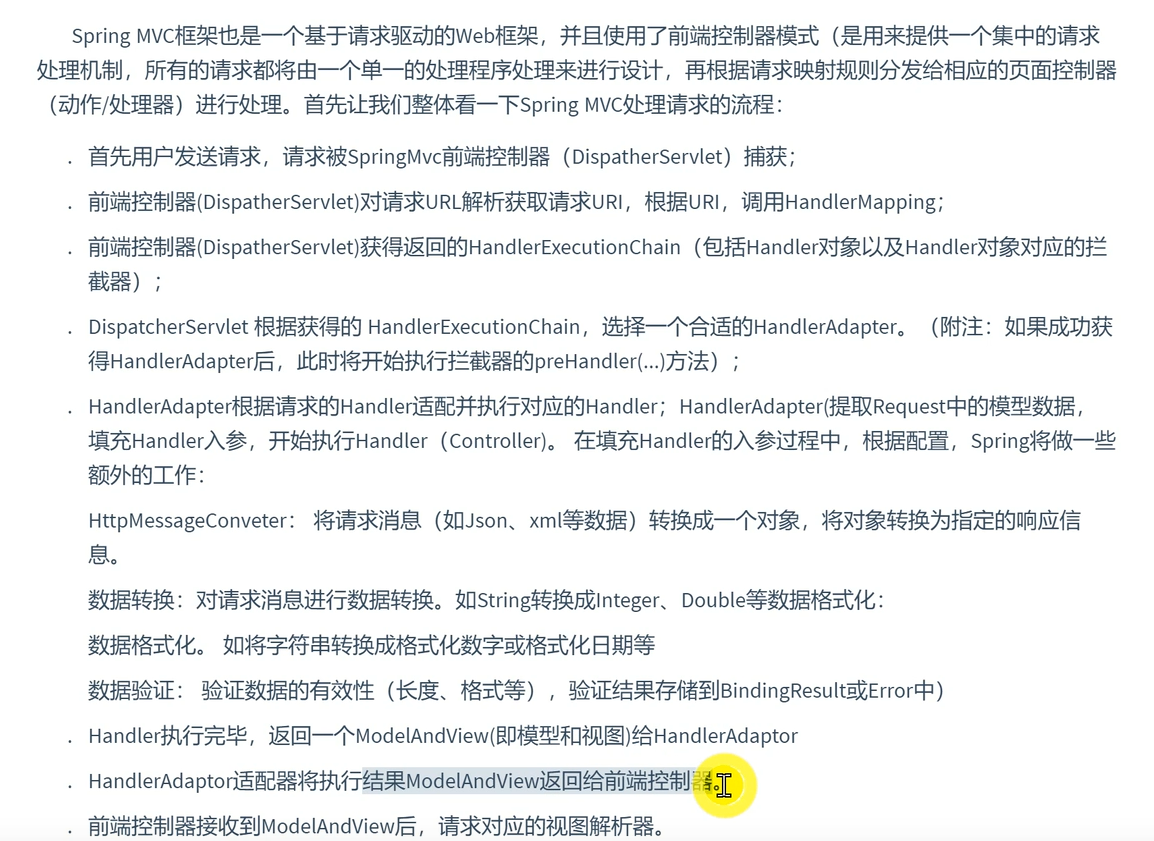 Spring MVC框架也是一个基于请求驱动的Web框架，并且使用了前端控制器模式（是用来提供一个集中的请求
处理机制，所有的请求都将由一个单一的处理程序处理来进行设计，再根据请求映射规则分发给相应的页面控制器
（动作/处理器）进行处理。首先让我们整体看一下Spring MVC处理请求的流程：
. 首先用户发送请求，请求被SpringMvc前端控制器（DispatherServlet）捕获；
. 前端控制器(DispatherServlet)对请求URL解析获取请求URI，根据URI，调用HandlerMapping；
. 前端控制器(DispatherServlet)获得返回的HandlerExecutionChain（包括Handler对象以及Handler对象对应的拦
截器）；
. DispatcherServlet 根据获得的 HandlerExecutionChain，选择一个合适的HandlerAdapter。（附注：如果成功获
得HandlerAdapter后，此时将开始执行拦截器的preHandler(...)方法）；
. HandlerAdapter根据请求的Handler适配并执行对应的Handler；HandlerAdapter(提取Request中的模型数据，
填充Handler入参，开始执行Handler（Controller)。 在填充Handler的入参过程中，根据配置，Spring将做一些
额外的工作：
HttpMessageConveter： 将请求消息（如Json、xml等数据）转换成一个对象，将对象转换为指定的响应信
息。
数据转换：对请求消息进行数据转换。如String转换成Integer、Double等数据格式化：
数据格式化。 如将字符串转换成格式化数字或格式化日期等
数据验证： 验证数据的有效性（长度、格式等），验证结果存储到BindingResult或Error中）
. Handler执行完毕，返回一个ModelAndView(即模型和视图)给HandlerAdaptor
. HandlerAdaptor适配器将执行结果ModelAndView返回给前端控制器。
. 前端控制器接收到ModelAndView后，请求对应的视图解析器。